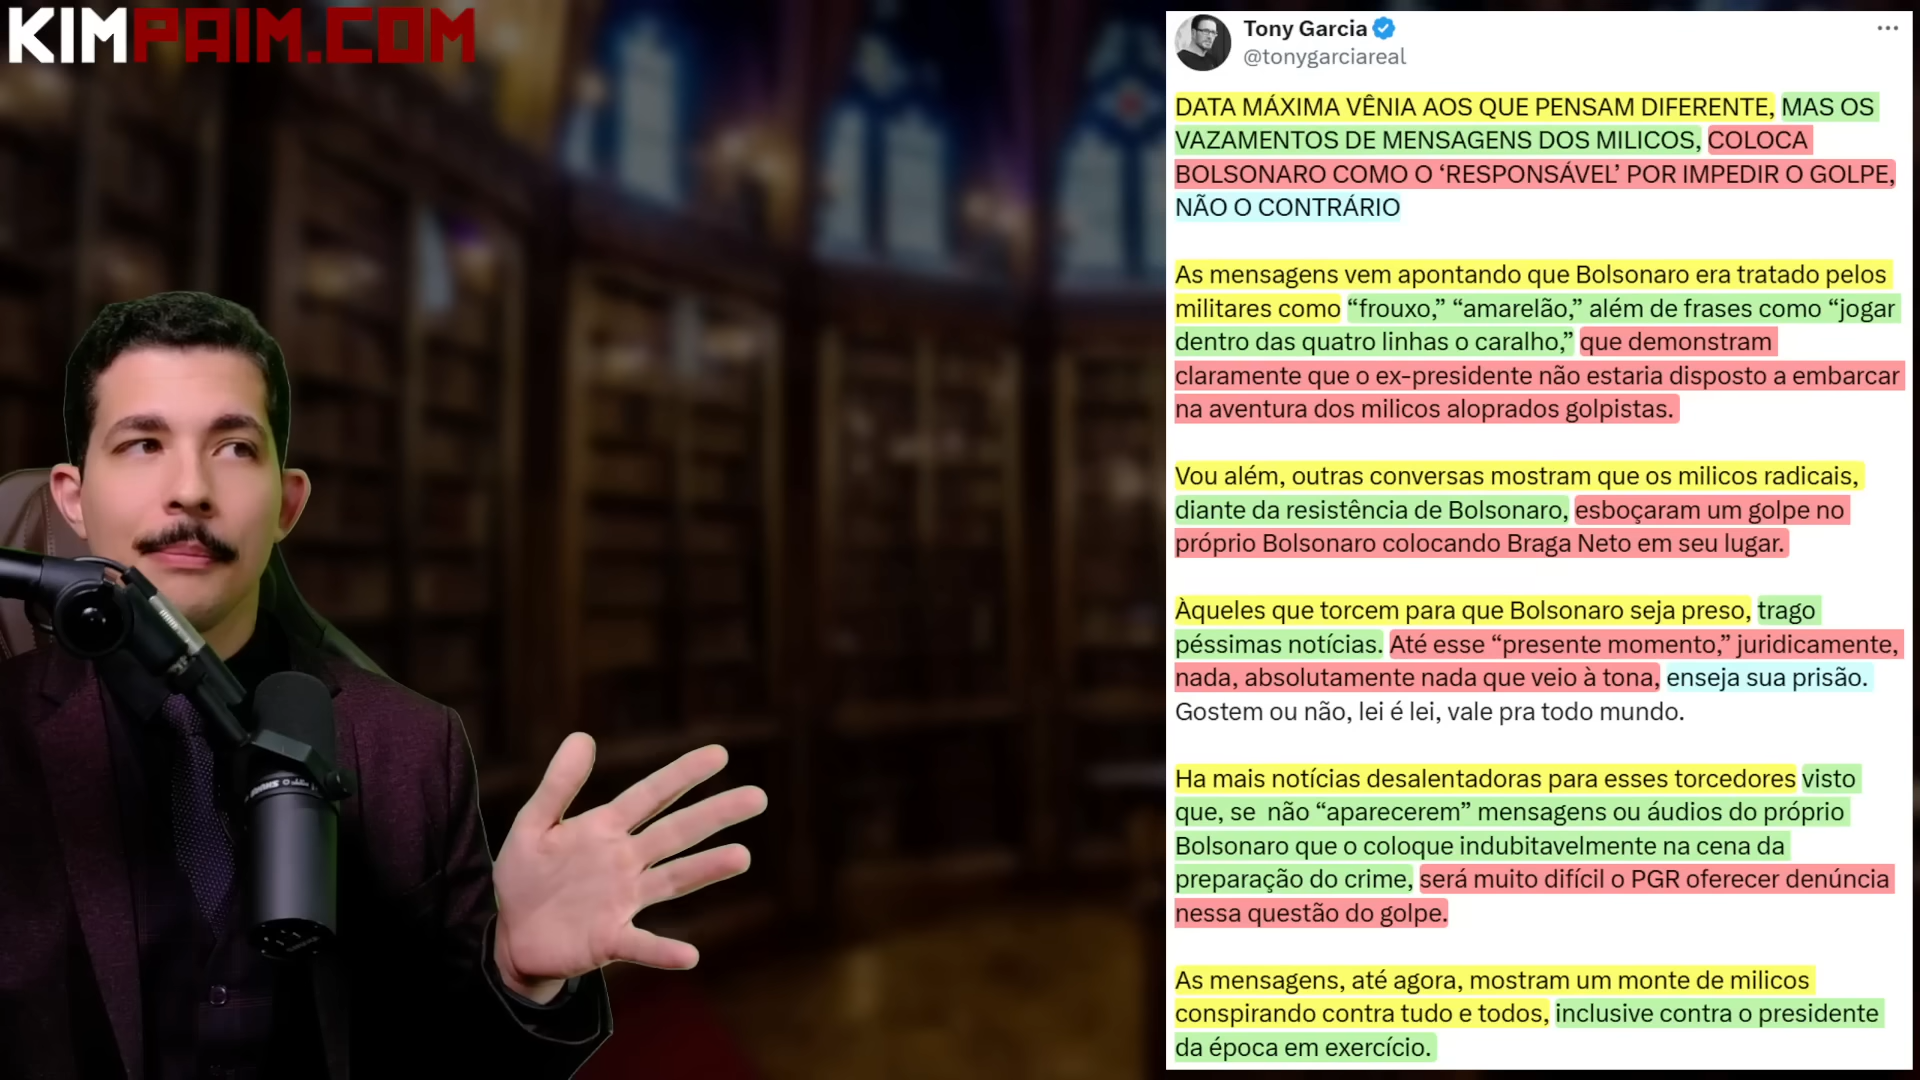 KIMPAIM.COM
Tony Garcia
@tonygarciareal
DATA MÁXIMA VÊNIA AOS QUE PENSAM DIFERENTE, MAS OS
VAZAMENTOS DE MENSAGENS DOS MILICOS, COLOCA
BOLSONARO COMO O ‘RESPONSÁVEL’ POR IMPEDIR O GOLPE,
NÃO O CONTRÁRIO
As mensagens vem apontando que Bolsonaro era tratado pelos
militares como “frouxo,” “amarelão,” além de frases como “jogar
dentro das quatro linhas o caralho,” que demonstram
claramente que o ex-presidente não estaria disposto a embarcar
na aventura dos milicos aloprados golpistas.
Vou além, outras conversas mostram que os milicos radicais,
diante da resistência de Bolsonaro, esboçaram um golpe no
próprio Bolsonaro colocando Braga Neto em seu lugar.
Àqueles que torcem para que Bolsonaro seja preso, trago
péssimas notícias. Até esse “presente momento,” juridicamente,
nada, absolutamente nada que veio à tona, enseja sua prisão.
Gostem ou não, lei é lei, vale pra todo mundo.
Ha mais notícias desalentadoras para esses torcedores visto
que, se  não “aparecerem” mensagens ou áudios do próprio
Bolsonaro que o coloque indubitavelmente na cena da
preparação do crime, será muito difícil o PGR oferecer denúncia
nessa questão do golpe.
As mensagens, até agora, mostram um monte de milicos
conspirando contra tudo e todos, inclusive contra o presidente
da época em exercício.